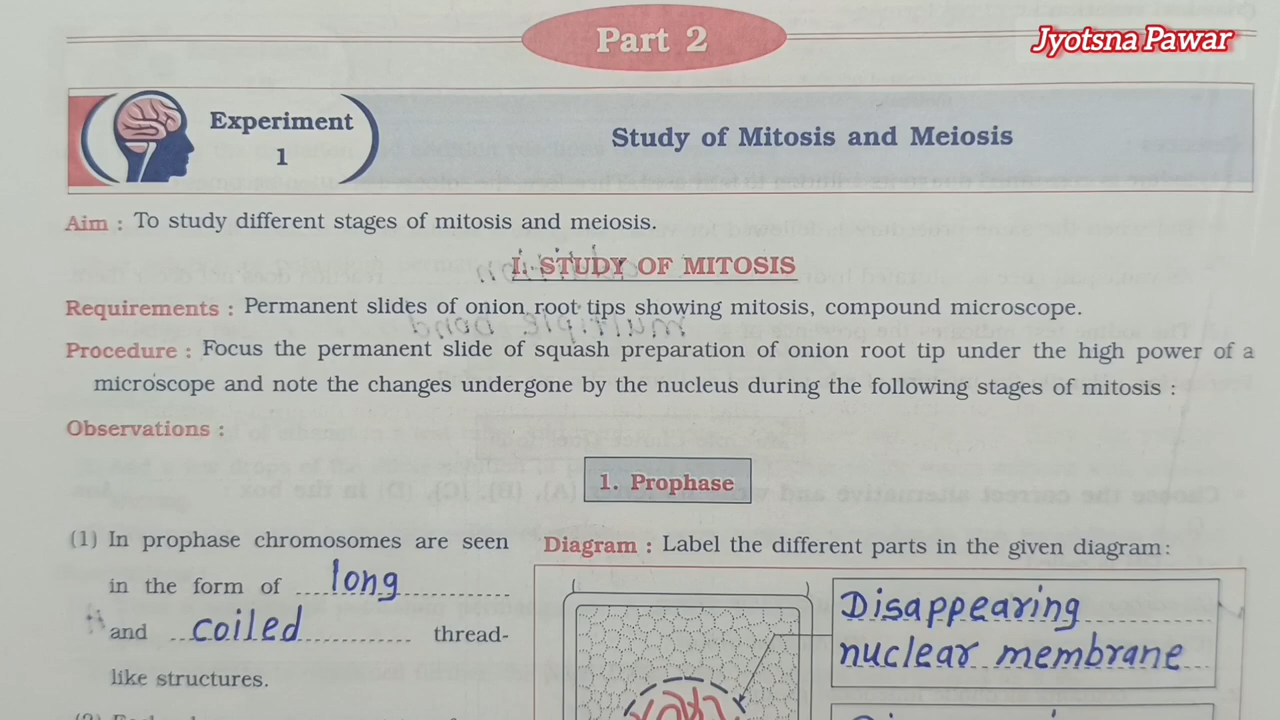 Part 2
Jyotsna Pawar
Experiment
1
Study of Mitosis and Meiosis
Aim : To study different stages of mitosis and meiosis.
I. STUDY OF MITOSIS
Requirements : Permanent slides of onion root tips showing mitosis, compound microscope.
Procedure : Focus the permanent slide of squash preparation of onion root tip under the high power of a
microscope and note the changes undergone by the nucleus during the following stages of mitosis :
Observations :
1. Prophase
(1) In prophase chromosomes are seen
in the form of long
and coiled thread-
like structures.
Diagram : Label the different parts in the given diagram:
Disappearing
nuclear membrane